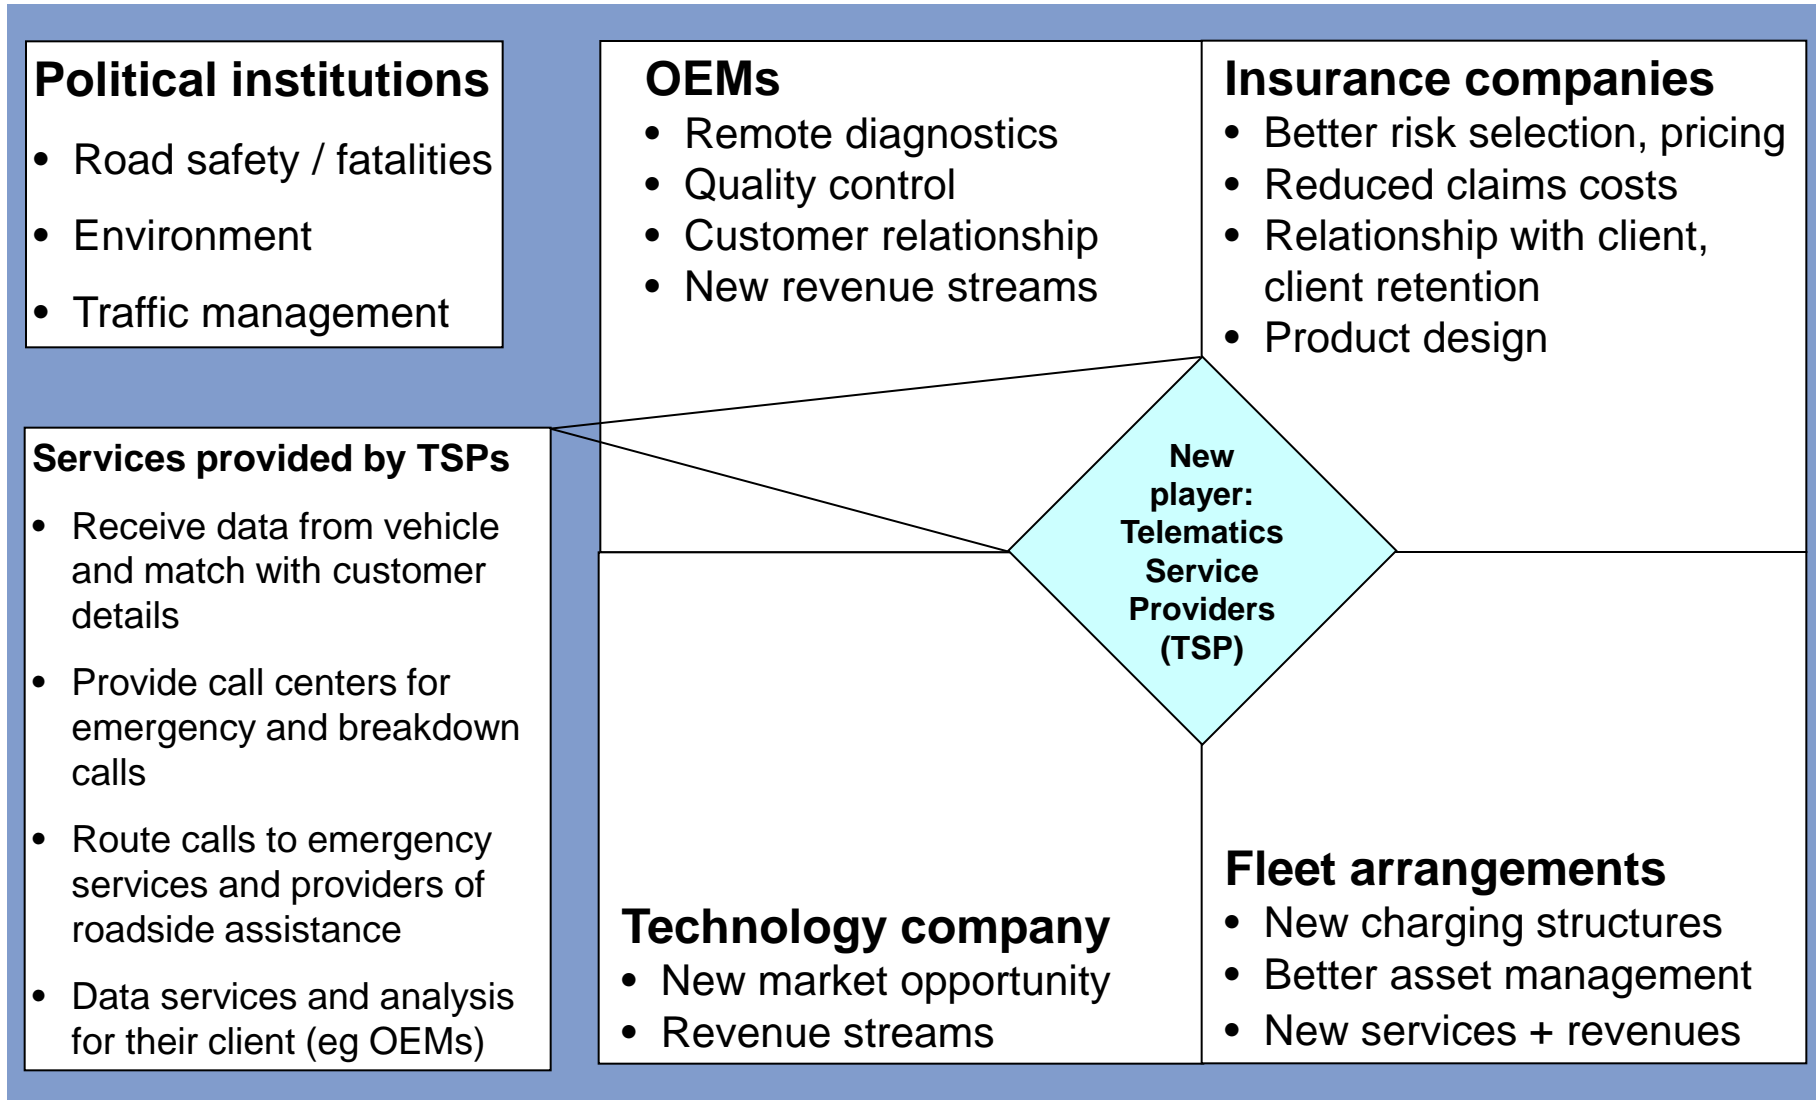 Political institutions
• Road safety / fatalities
• Environment
• Traffic management
OEMs
• Remote diagnostics
• Quality control
• Customer relationship
• New revenue streams
Insurance companies
• Better risk selection, pricing
• Reduced claims costs
• Relationship with client,
client retention
• Product design
Services provided by TSPs
• Receive data from vehicle
and match with customer
details
• Provide call centers for
emergency and breakdown
calls
• Route calls to emergency
services and providers of
roadside assistance
• Data services and analysis
for their client (eg OEMs)
New
player:
Telematics
Service
Providers
(TSP)
Technology company
• New market opportunity
• Revenue streams
Fleet arrangements
• New charging structures
• Better asset management
• New services + revenues